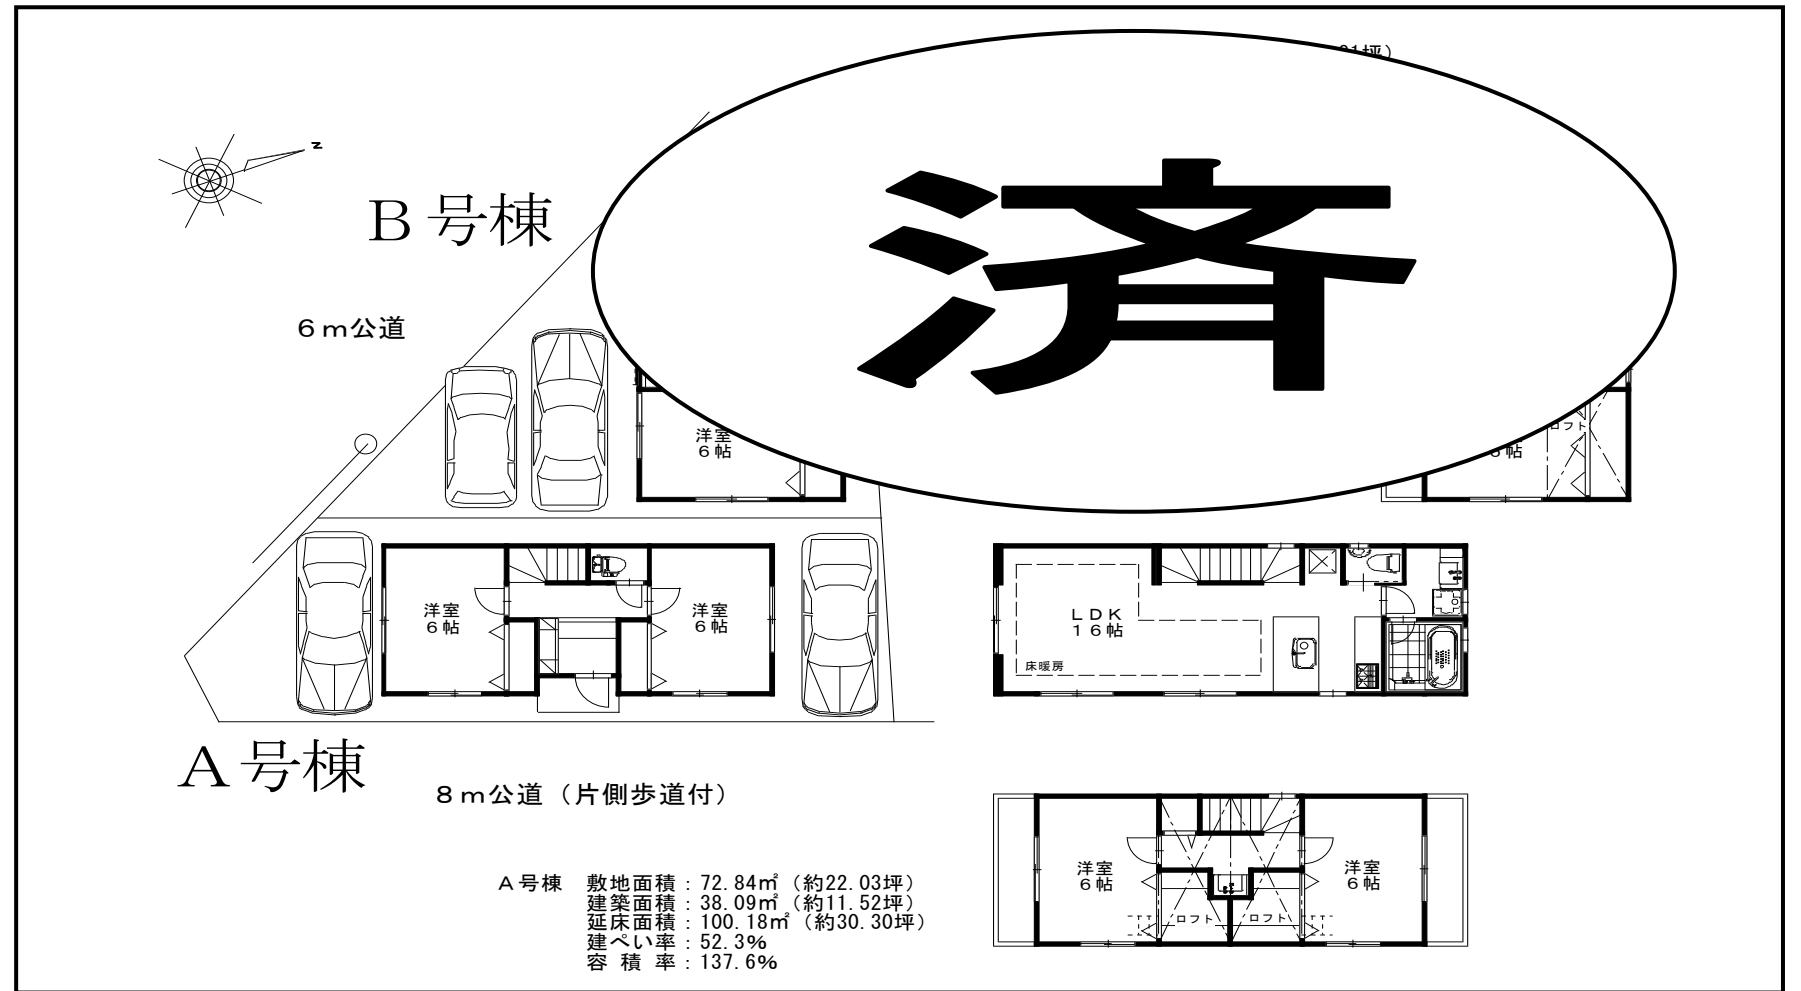 坪）
済
N
B号棟
6m公道
洋室
6帖
ロフト
洋室
6帖
洋室
6帖
LDK
16帖
床暖房
A号棟
8m公道（片側歩道付）
洋室
6帖
洋室
6帖
ロフト
ロフト
A号棟 敷地面積：72.84㎡（約22.03坪）
建築面積：38.09㎡（約11.52坪）
延床面積：100.18㎡（約30.30坪）
建ぺい率：52.3%
容積率：137.6%